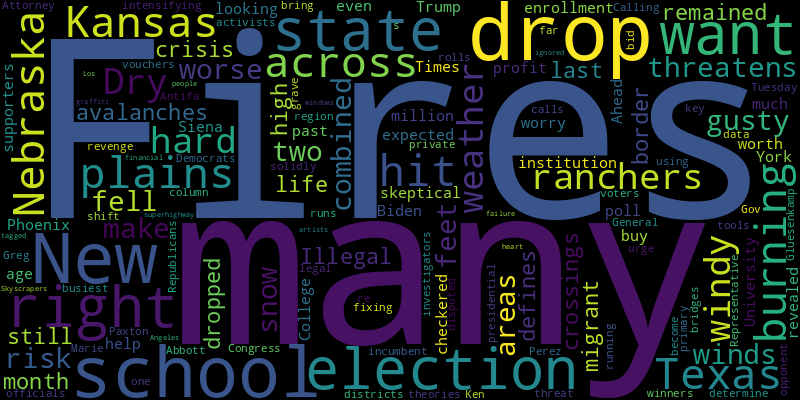 Attorney intensifying looking even Trump enrollment Calling
Kansas activists s state bring drop far bid want remained
supporters Nebraska crisis vouchers across Times rolls ignored threatens
Dry worse Los people grave profit last Tuesday
Antifa high combined weather Ahead border much
avalanches graffiti windows million calls key
Fires
revenge Siena region past expected worry gusty
hard two private data worth
Democrats solidly institution using York
plains financial life hit skeptical ranchers
fell column Biden voters
Phoenix shift superhighway runs poll General Gov
make many failure buy tools
New Republicans Illegal feet heart urge
tagged artists investigators crossings windy University burning
Greg dropped snow legal re checkered disputed presidential areas defines migrant Representative Gluesenkamp
age Skyscrapers busiest College fixing revealed
right bridges
still Paxton Abbott Congress Perez running become primary
risk Marie help incumbent winds
month school Angeles election Texas opponent
officials one districts theories Ken threat winners determine